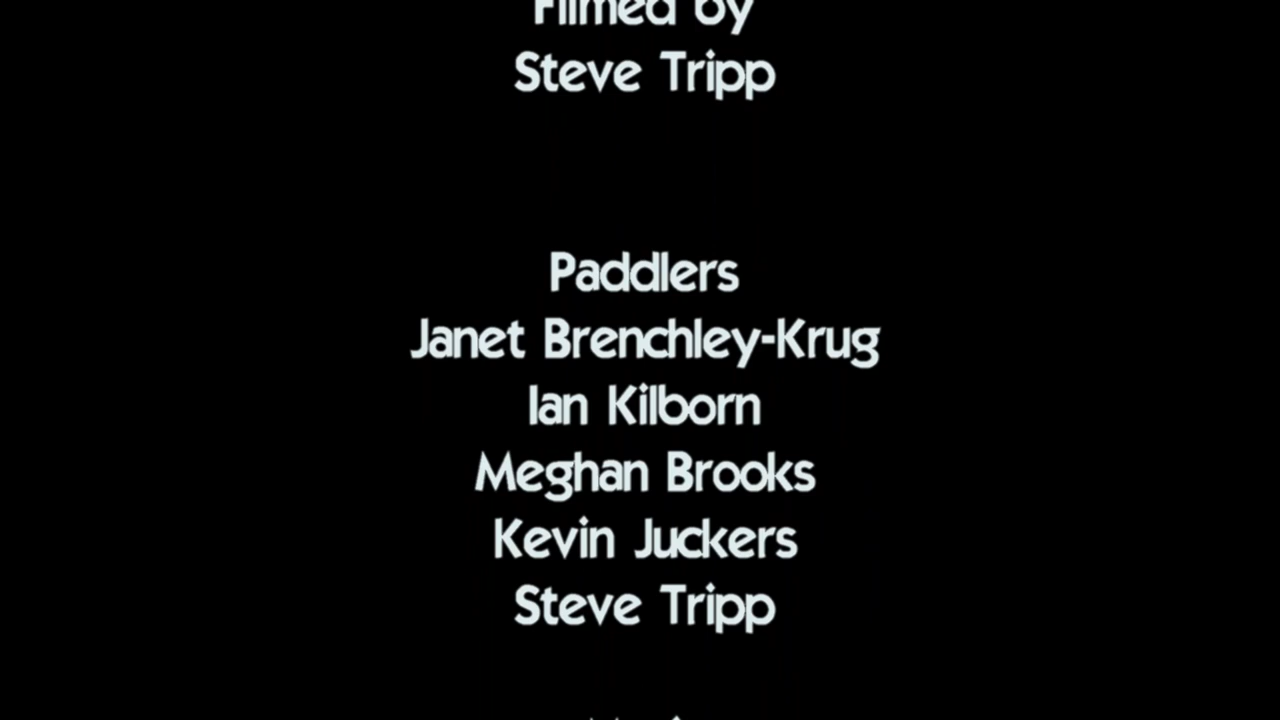 Filmed by
Steve Tripp
Paddlers
Janet Brenchley-Krug
Ian Kilborn
Meghan Brooks
Kevin Juckers
Steve Tripp